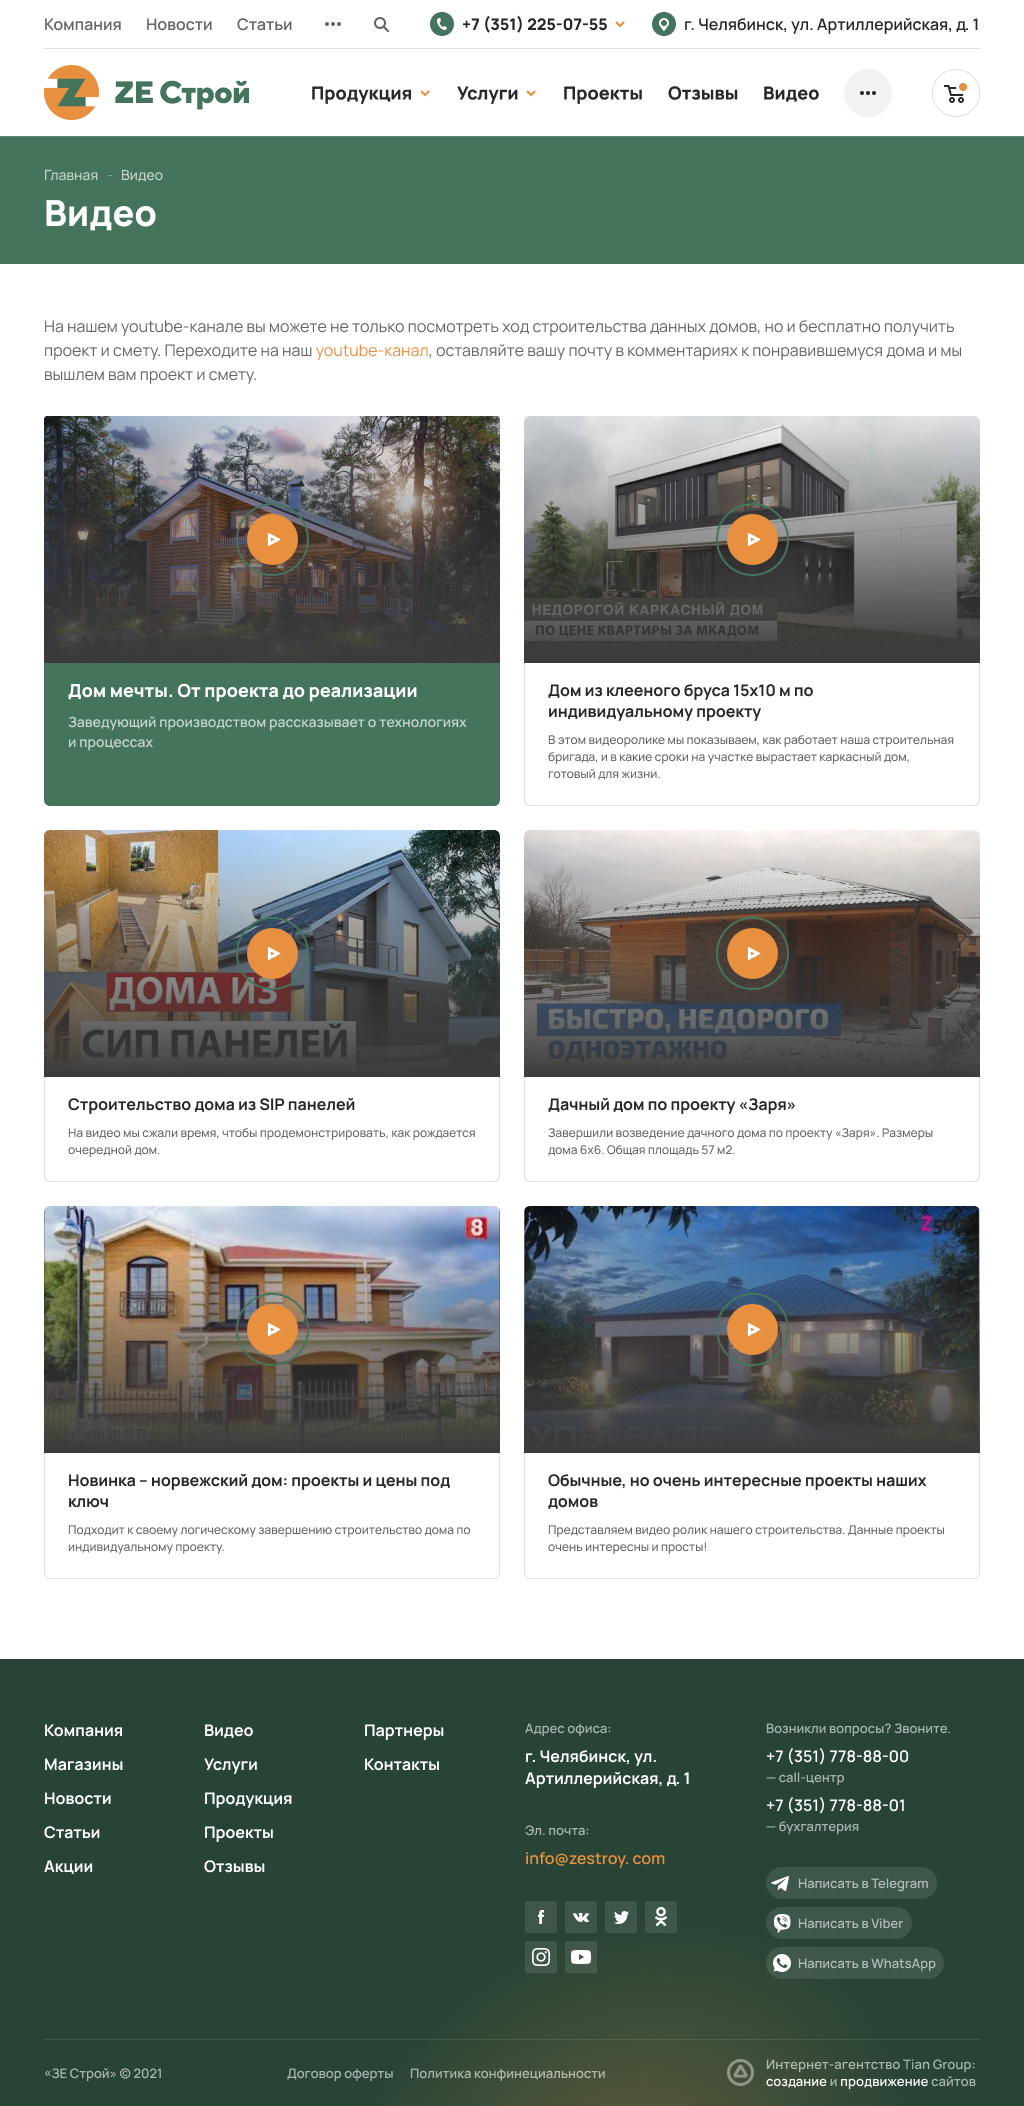 Компания Новости Статьи +7 (351) 225-07-55 г. Челябинск, ул. Артиллерийская, д. 1
ZE Строй Продукция Услуги Проекты Отзывы Видео
Главная - Видео
Видео
На нашем youtube-канале вы можете не только посмотреть ход строительства данных домов, но и бесплатно получить
проект и смету. Переходите на наш youtube-канал, оставляйте вашу почту в комментариях к понравившемуся дома и мы
вышлем вам проект и смету.
НЕДОРОГОЙ КАРКАСНЫЙ ДОМ
ПО ЦЕНЕ КВАРТИРЫ ЗА МКАДОМ
Дом мечты. От проекта до реализации
Заведующий производством рассказывает о технологиях
и процессах
Дом из клееного бруса 15х10 м по
индивидуальному проекту
В этом видеоролике мы показываем, как работает наша строительная
бригада, и в какие сроки на участке вырастает каркасный дом,
готовый для жизни.
ДОМА ИЗ
СИП ПАНЕЛЕЙ
БЫСТРО, НЕДОРОГО
ОДНОЭТАЖНО
Строительство дома из SIP панелей
На видео мы сжали время, чтобы продемонстрировать, как рождается
очередной дом.
Дачный дом по проекту «Заря»
Завершили возведение дачного дома по проекту «Заря». Размеры
дома 6х6. Общая площадь 57 м2.
8
+7 (495) 211 77 79
Новинка – норвежский дом: проекты и цены под
ключ
Подходит к своему логическому завершению строительство дома по
индивидуальному проекту.
Обычные, но очень интересные проекты наших
домов
Представляем видео ролик нашего строительства. Данные проекты
очень интересны и просты!
Компания
Магазины
Новости
Статьи
Акции
Видео
Услуги
Продукция
Проекты
Отзывы
Партнеры
Контакты
Адрес офиса:
г. Челябинск, ул.
Артиллерийская, д. 1
Эл. почта:
info@zestroy. com
Возникли вопросы? Звоните.
+7 (351) 778-88-00
— call-центр
+7 (351) 778-88-01
— бухгалтерия
Написать в Telegram
Написать в Viber
Написать в WhatsApp
«ЗЕ Строй» © 2021 Договор оферты Политика конфинециальности
Интернет-агентство Tian Group:
создание и продвижение сайтов